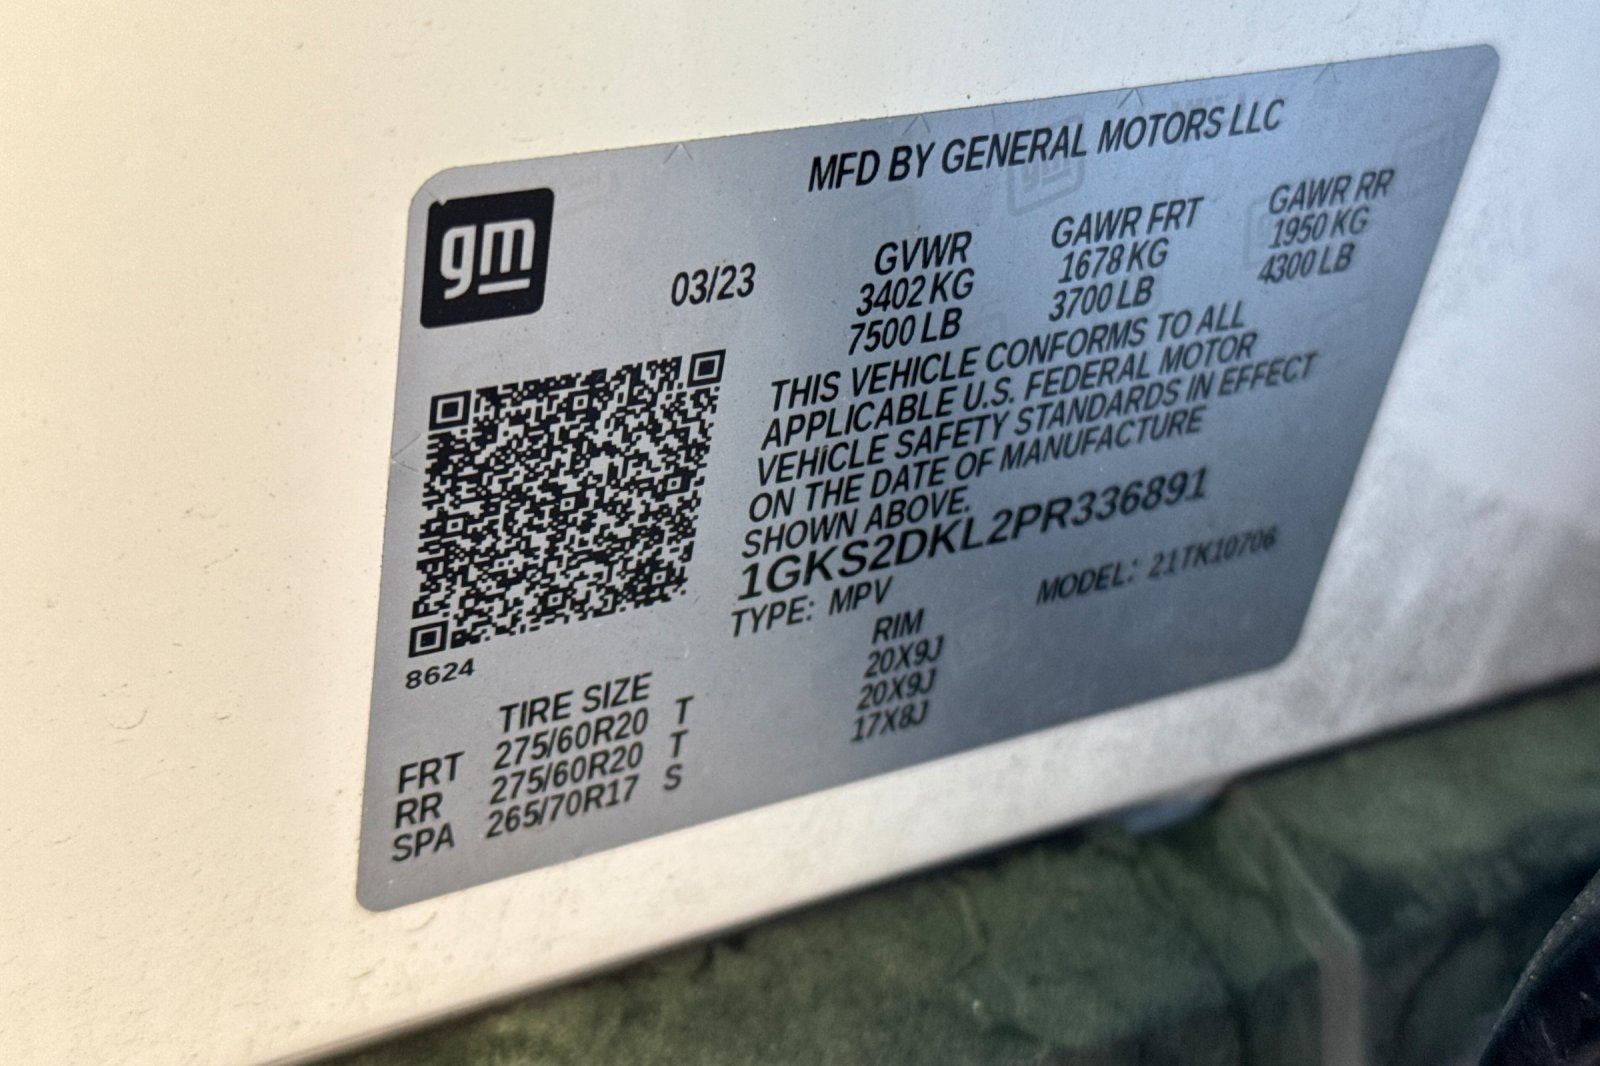 MFD BY GENERAL MOTORS LLC
gm
03/23
GVWR
3402 KG
7500 LB
GAWR FRT
1678 KG
3700 LB
GAWR RR
1950 KG
4300 LB
THIS VEHICLE CONFORMS TO ALL
APPLICABLE U.S. FEDERAL MOTOR
VEHICLE SAFETY STANDARDS IN EFFECT
ON THE DATE OF MANUFACTURE
SHOWN ABOVE.
1GKS2DKL2PR336891
TYPE: MPV MODEL: 21TK10706
8624
TIRE SIZE RIM
FRT 275/60R20 T 20X9J
RR 275/60R20 T 20X9J
SPA 265/70R17 S 17X8J